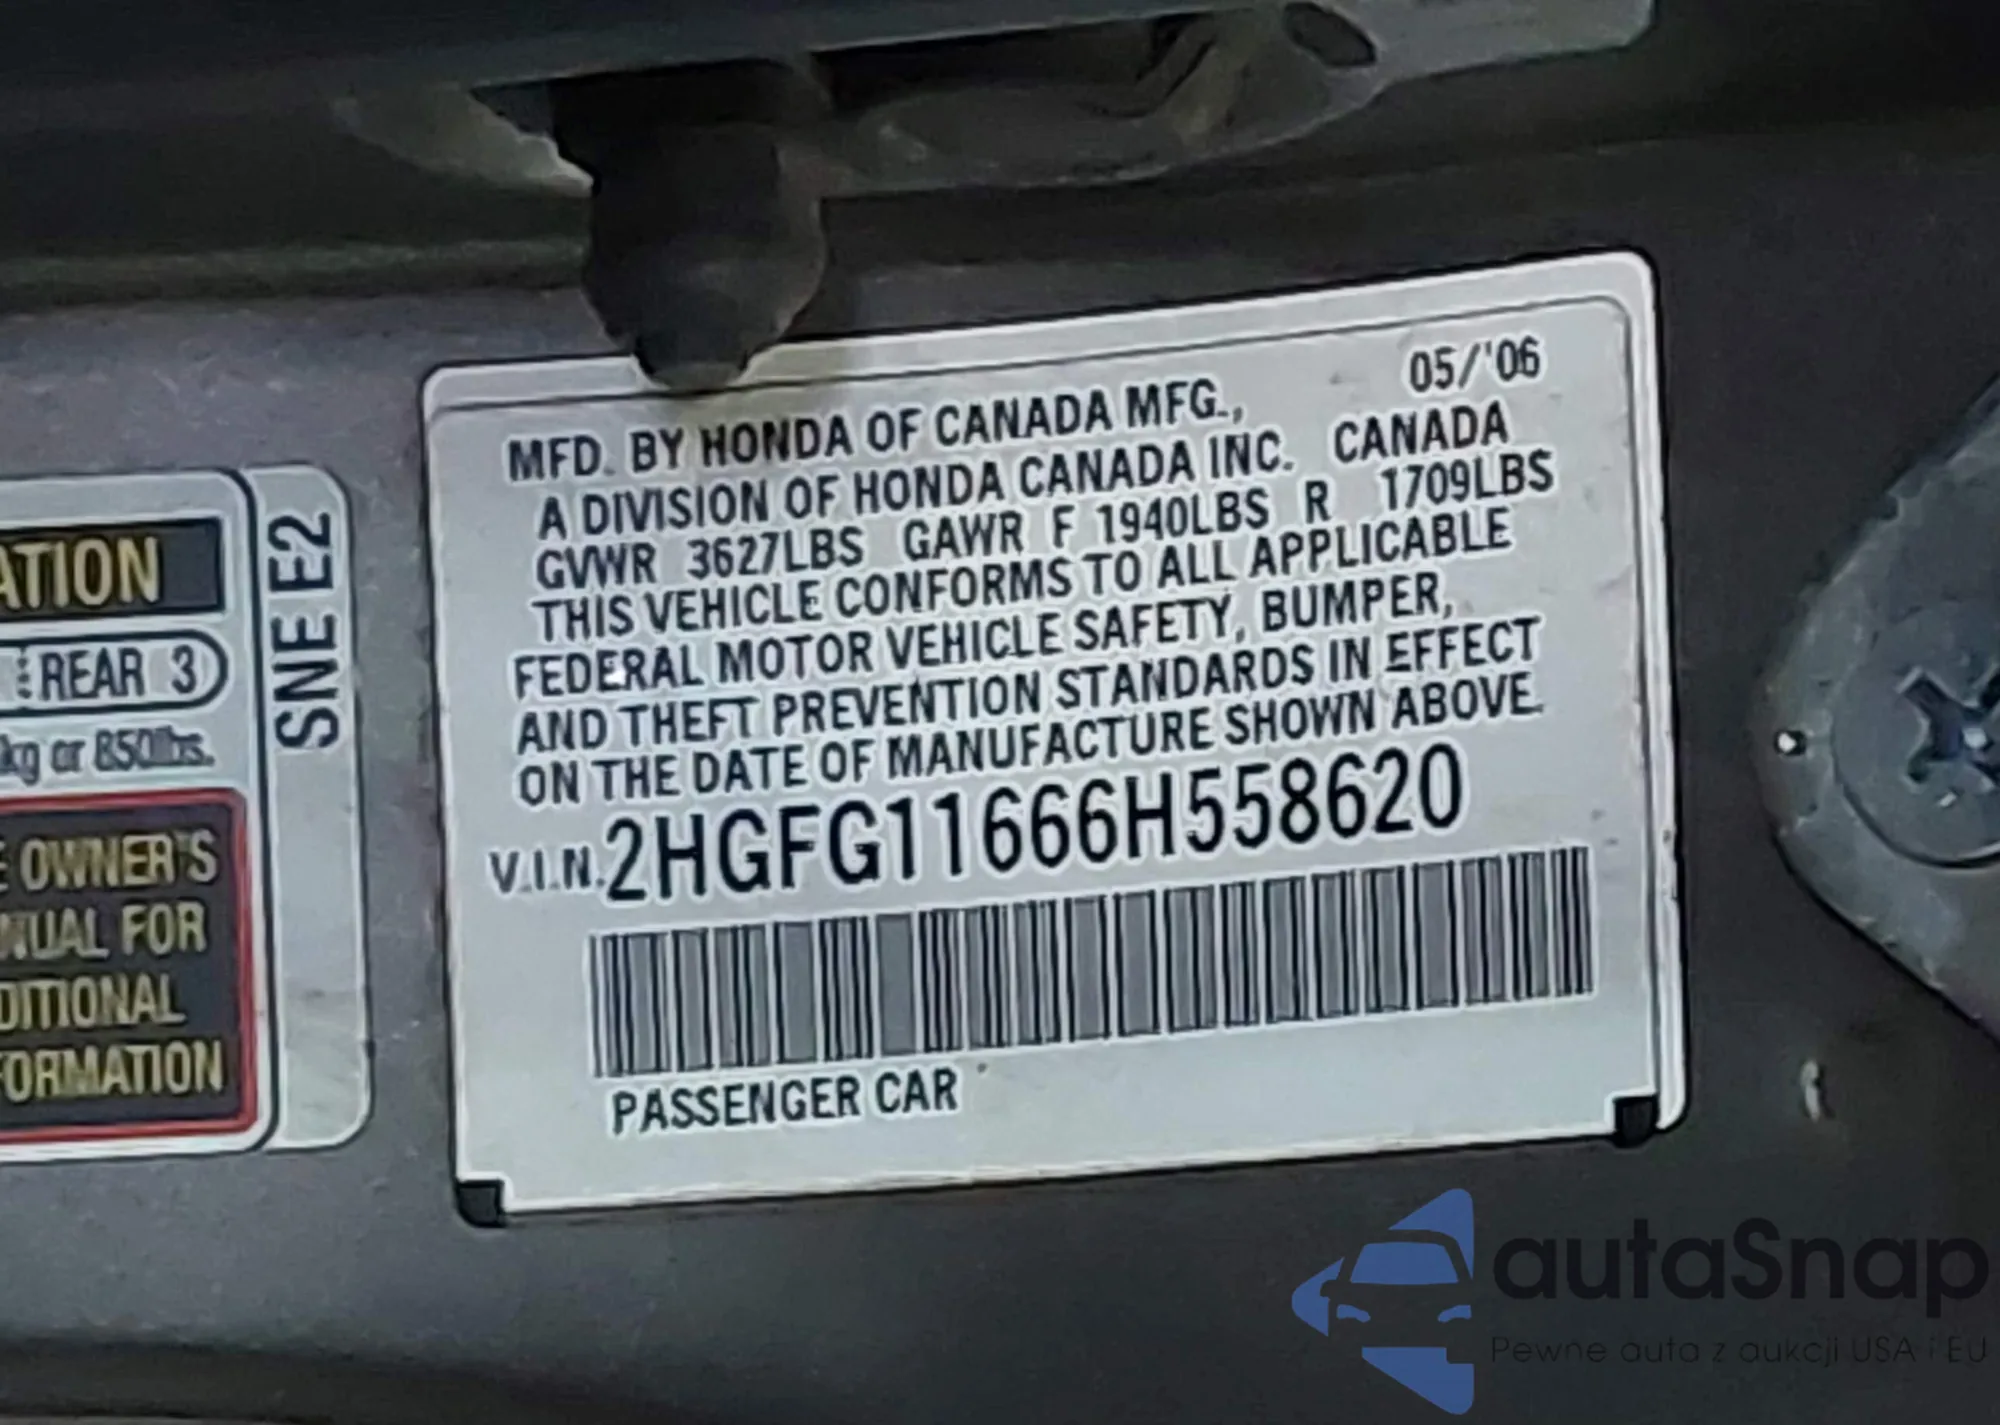 05/'06
MFD. BY HONDA OF CANADA MFG.,
A DIVISION OF HONDA CANADA INC. CANADA
GVWR 3627LBS GAWR F 1940LBS R 1709LBS
THIS VEHICLE CONFORMS TO ALL APPLICABLE
FEDERAL MOTOR VEHICLE SAFETY, BUMPER,
AND THEFT PREVENTION STANDARDS IN EFFECT
ON THE DATE OF MANUFACTURE SHOWN ABOVE.
V.I.N. 2HGFG11666H558620
PASSENGER CAR
SNE E2
ATION
REAR 3
kg or 850lbs.
E OWNER'S
NUAL FOR
DITIONAL
FORMATION
autaSnap
Pewne auta z aukcji USA i EU